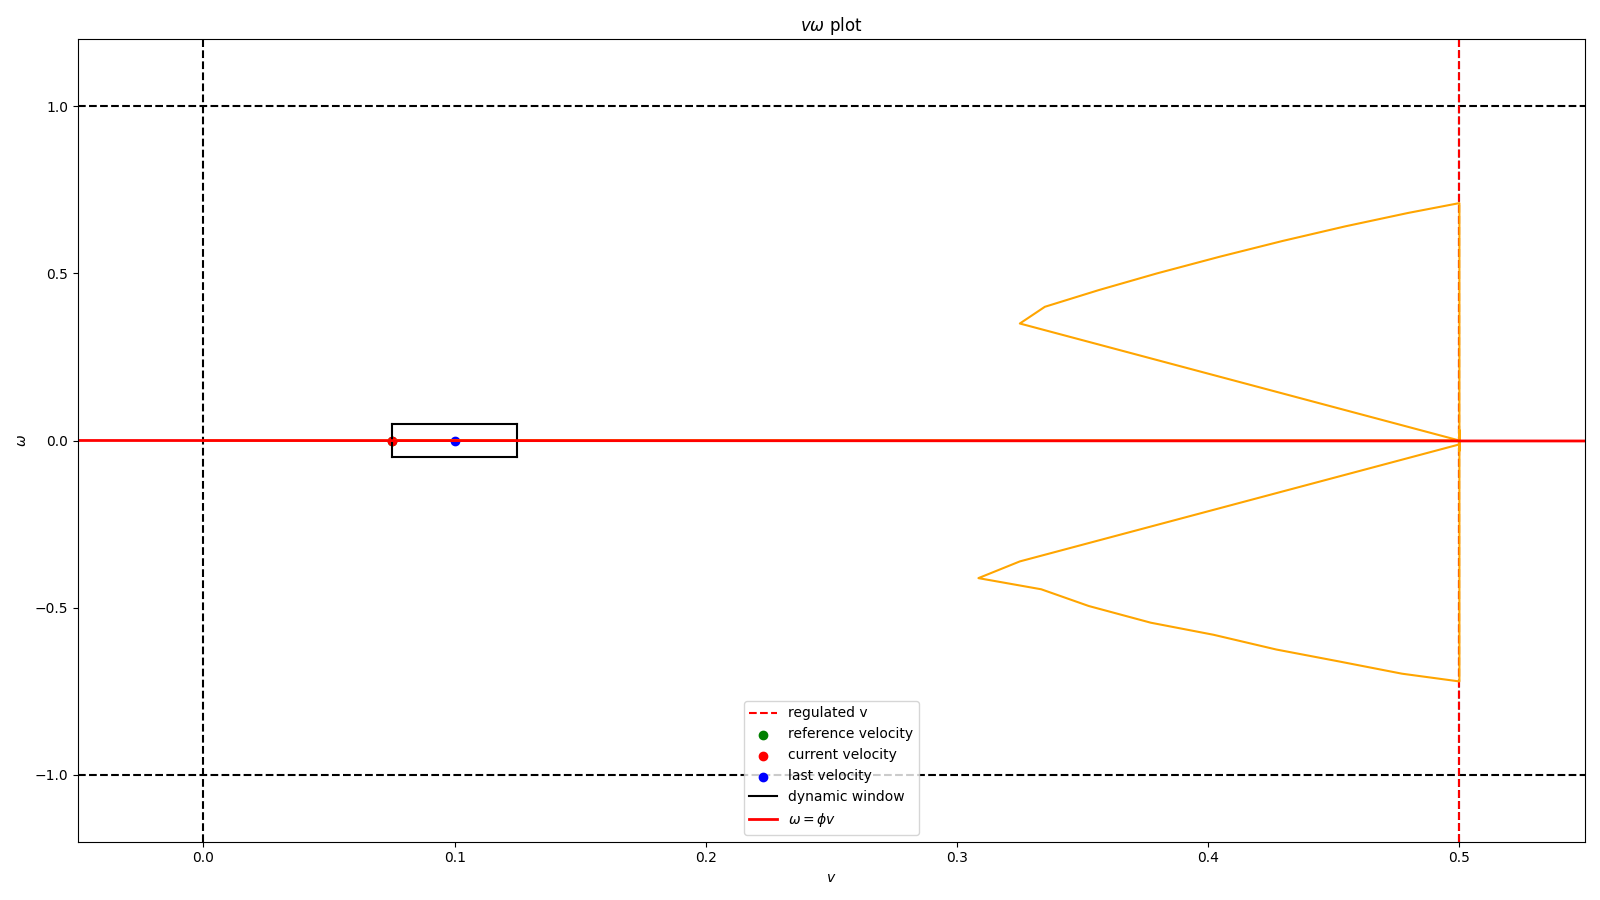 vω plot
1.0
0.5
0.0
−0.5
−1.0
ω
regulated v
reference velocity
current velocity
last velocity
dynamic window
ω = ϕv
0.0 0.1 0.2 0.3 0.4 0.5
v